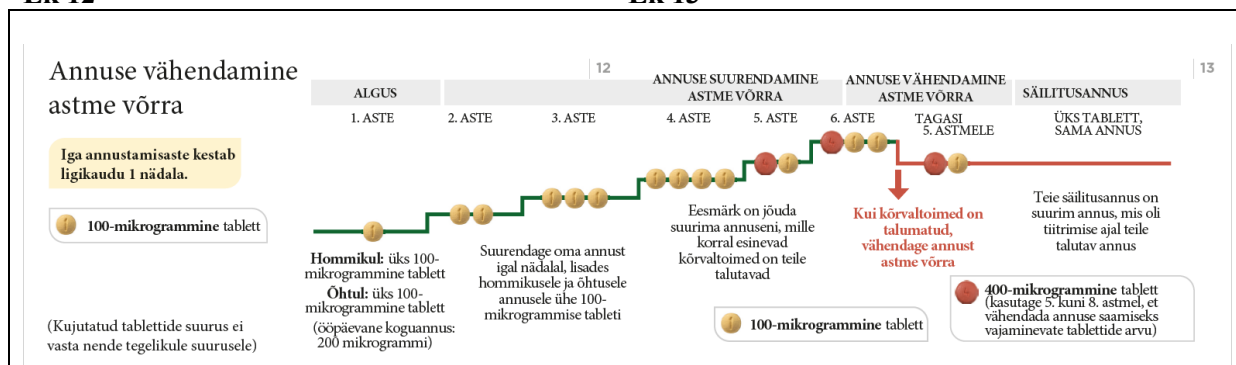 Annuse vähendamine
astme võrra
Iga annustamisaste kestab
ligikaudu 1 nädala.
100-mikrogrammine tablett
(Kujutatud tablettide suurus ei
vasta nende tegelikule suurusele)
12
13
ALGUS
ANNUSE SUURENDAMINE
ASTME VÕRRA
ANNUSE VÄHENDAMINE
ASTME VÕRRA
SÄILITUSANNUS
1. ASTE
2. ASTE
3. ASTE
4. ASTE
5. ASTE
6. ASTE
TAGASI
5. ASTMELE
ÜKS TABLETT,
SAMA ANNUS
Hommikul: üks 100-
mikrogrammine tablett
Õhtul: üks 100-
mikrogrammine tablett
(ööpäevane koguannus:
200 mikrogrammi)
Suurendage oma annust
igal nädalal, lisades
hommikusele ja õhtusele
annusele ühe 100-
mikrogrammise tableti
Eesmärk on jõuda
suurima annuseni, mille
korral esinevad
kõrvaltoimed on teile
talutavad
100-mikrogrammine tablett
Kui kõrvaltoimed on
talumatud,
vähendage annust
astme võrra
Teie säilitusannus on
suurim annus, mis oli
tiitrimise ajal teile
talutav annus
400-mikrogrammine tablett
(kasutage 5. kuni 8. astmel, et
vähendada annuse saamiseks
vajaminevate tablettide arvu)